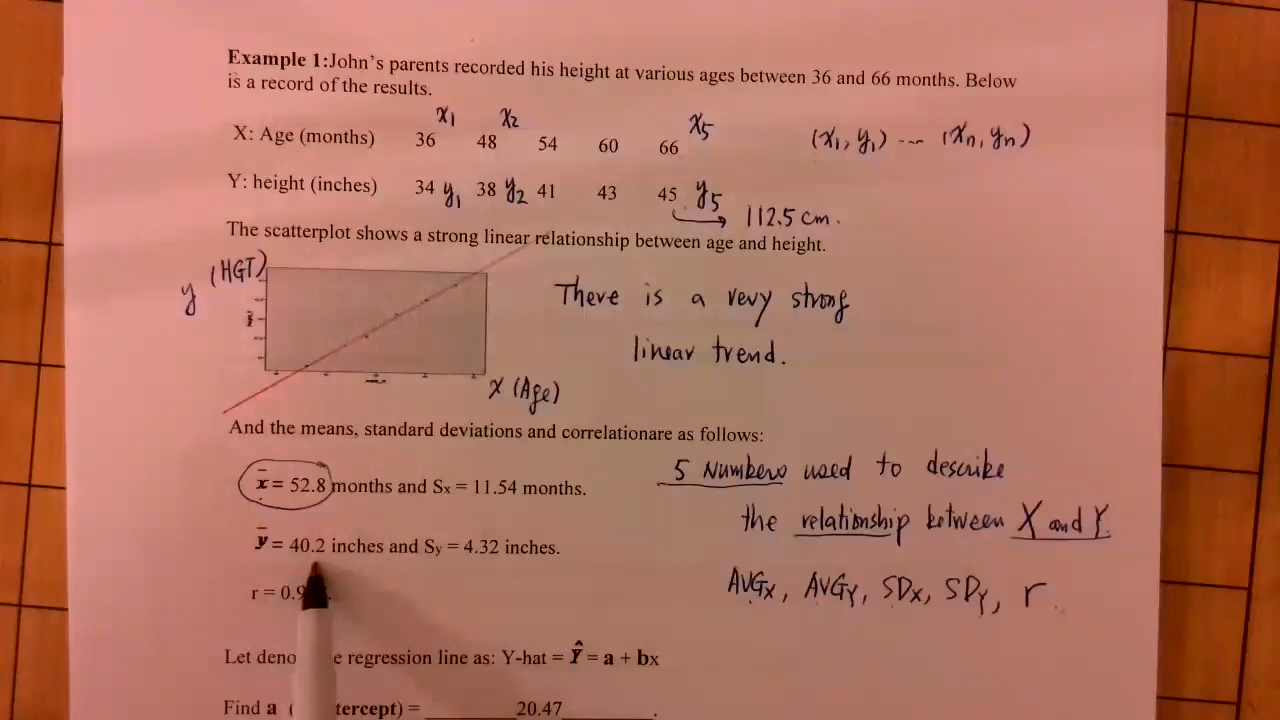 Example 1:John's parents recorded his height at various ages between 36 and 66 months. Below
is a record of the results.
x1 x2 x5
X: Age (months) 36 48 54 60 66 (x1, y1) --- (xn, yn)
Y: height (inches) 34 y1 38 y2 41 43 45 y5
112.5 cm.
The scatterplot shows a strong linear relationship between age and height.
y (HGT)
There is a very strong
linear trend.
X (Age)
And the means, standard deviations and correlationare as follows:
x̄ = 52.8 months and Sx = 11.54 months.
5 Numbers used to describe
the relationship between X and Y.
ȳ = 40.2 inches and Sy = 4.32 inches.
AVGX, AVGY, SDX, SDY, r
r = 0.9
Let deno e regression line as: Y-hat = Ŷ = a + bx
Find a ( tercept) = 20.47 .